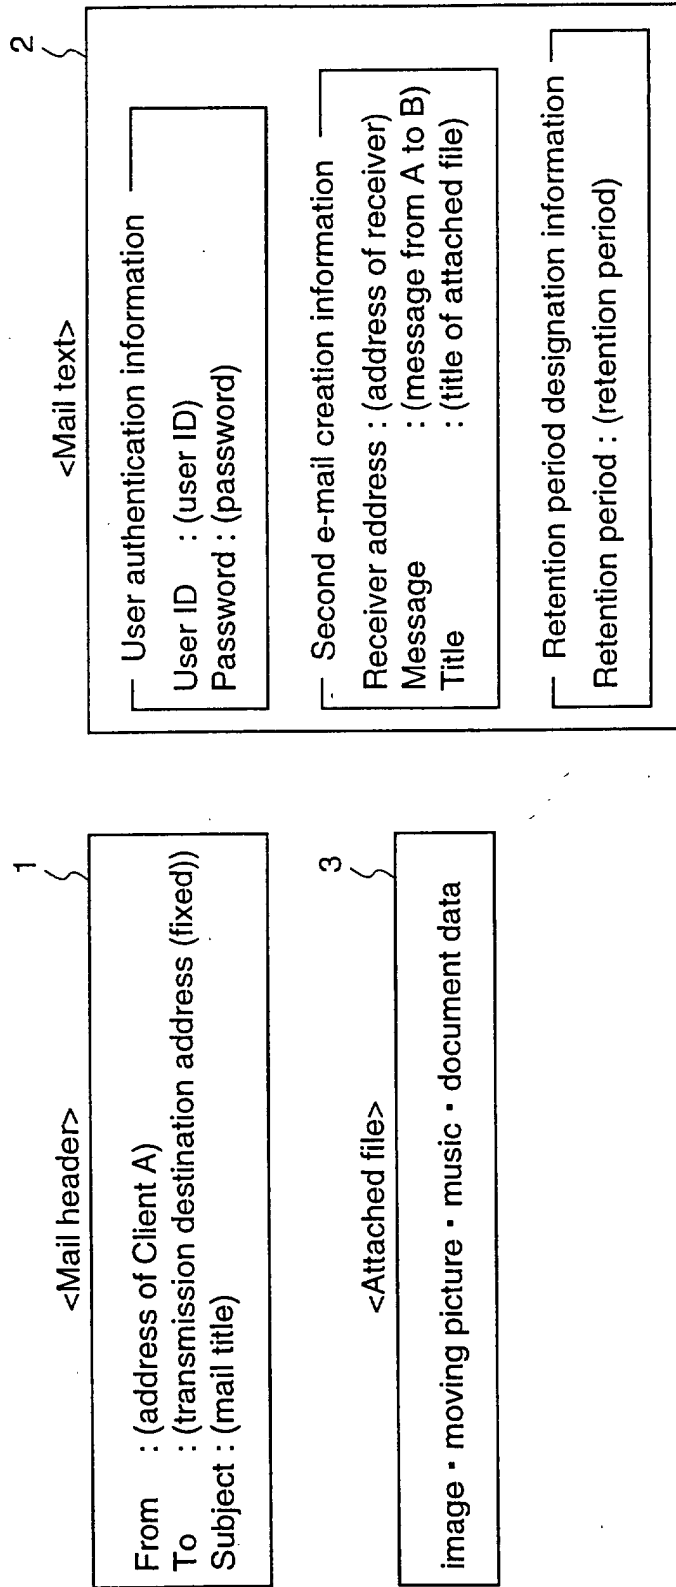 <Mail header>
1
From : (address of Client A)
To : (transmission destination address (fixed))
Subject : (mail title)
<Attached file>
3
image・moving picture・music・document data
<Mail text>
2
User authentication information
User ID : (user ID)
Password : (password)
Second e-mail creation information
Receiver address : (address of receiver)
Message : (message from A to B)
Title : (title of attached file)
Retention period designation information
Retention period : (retention period)